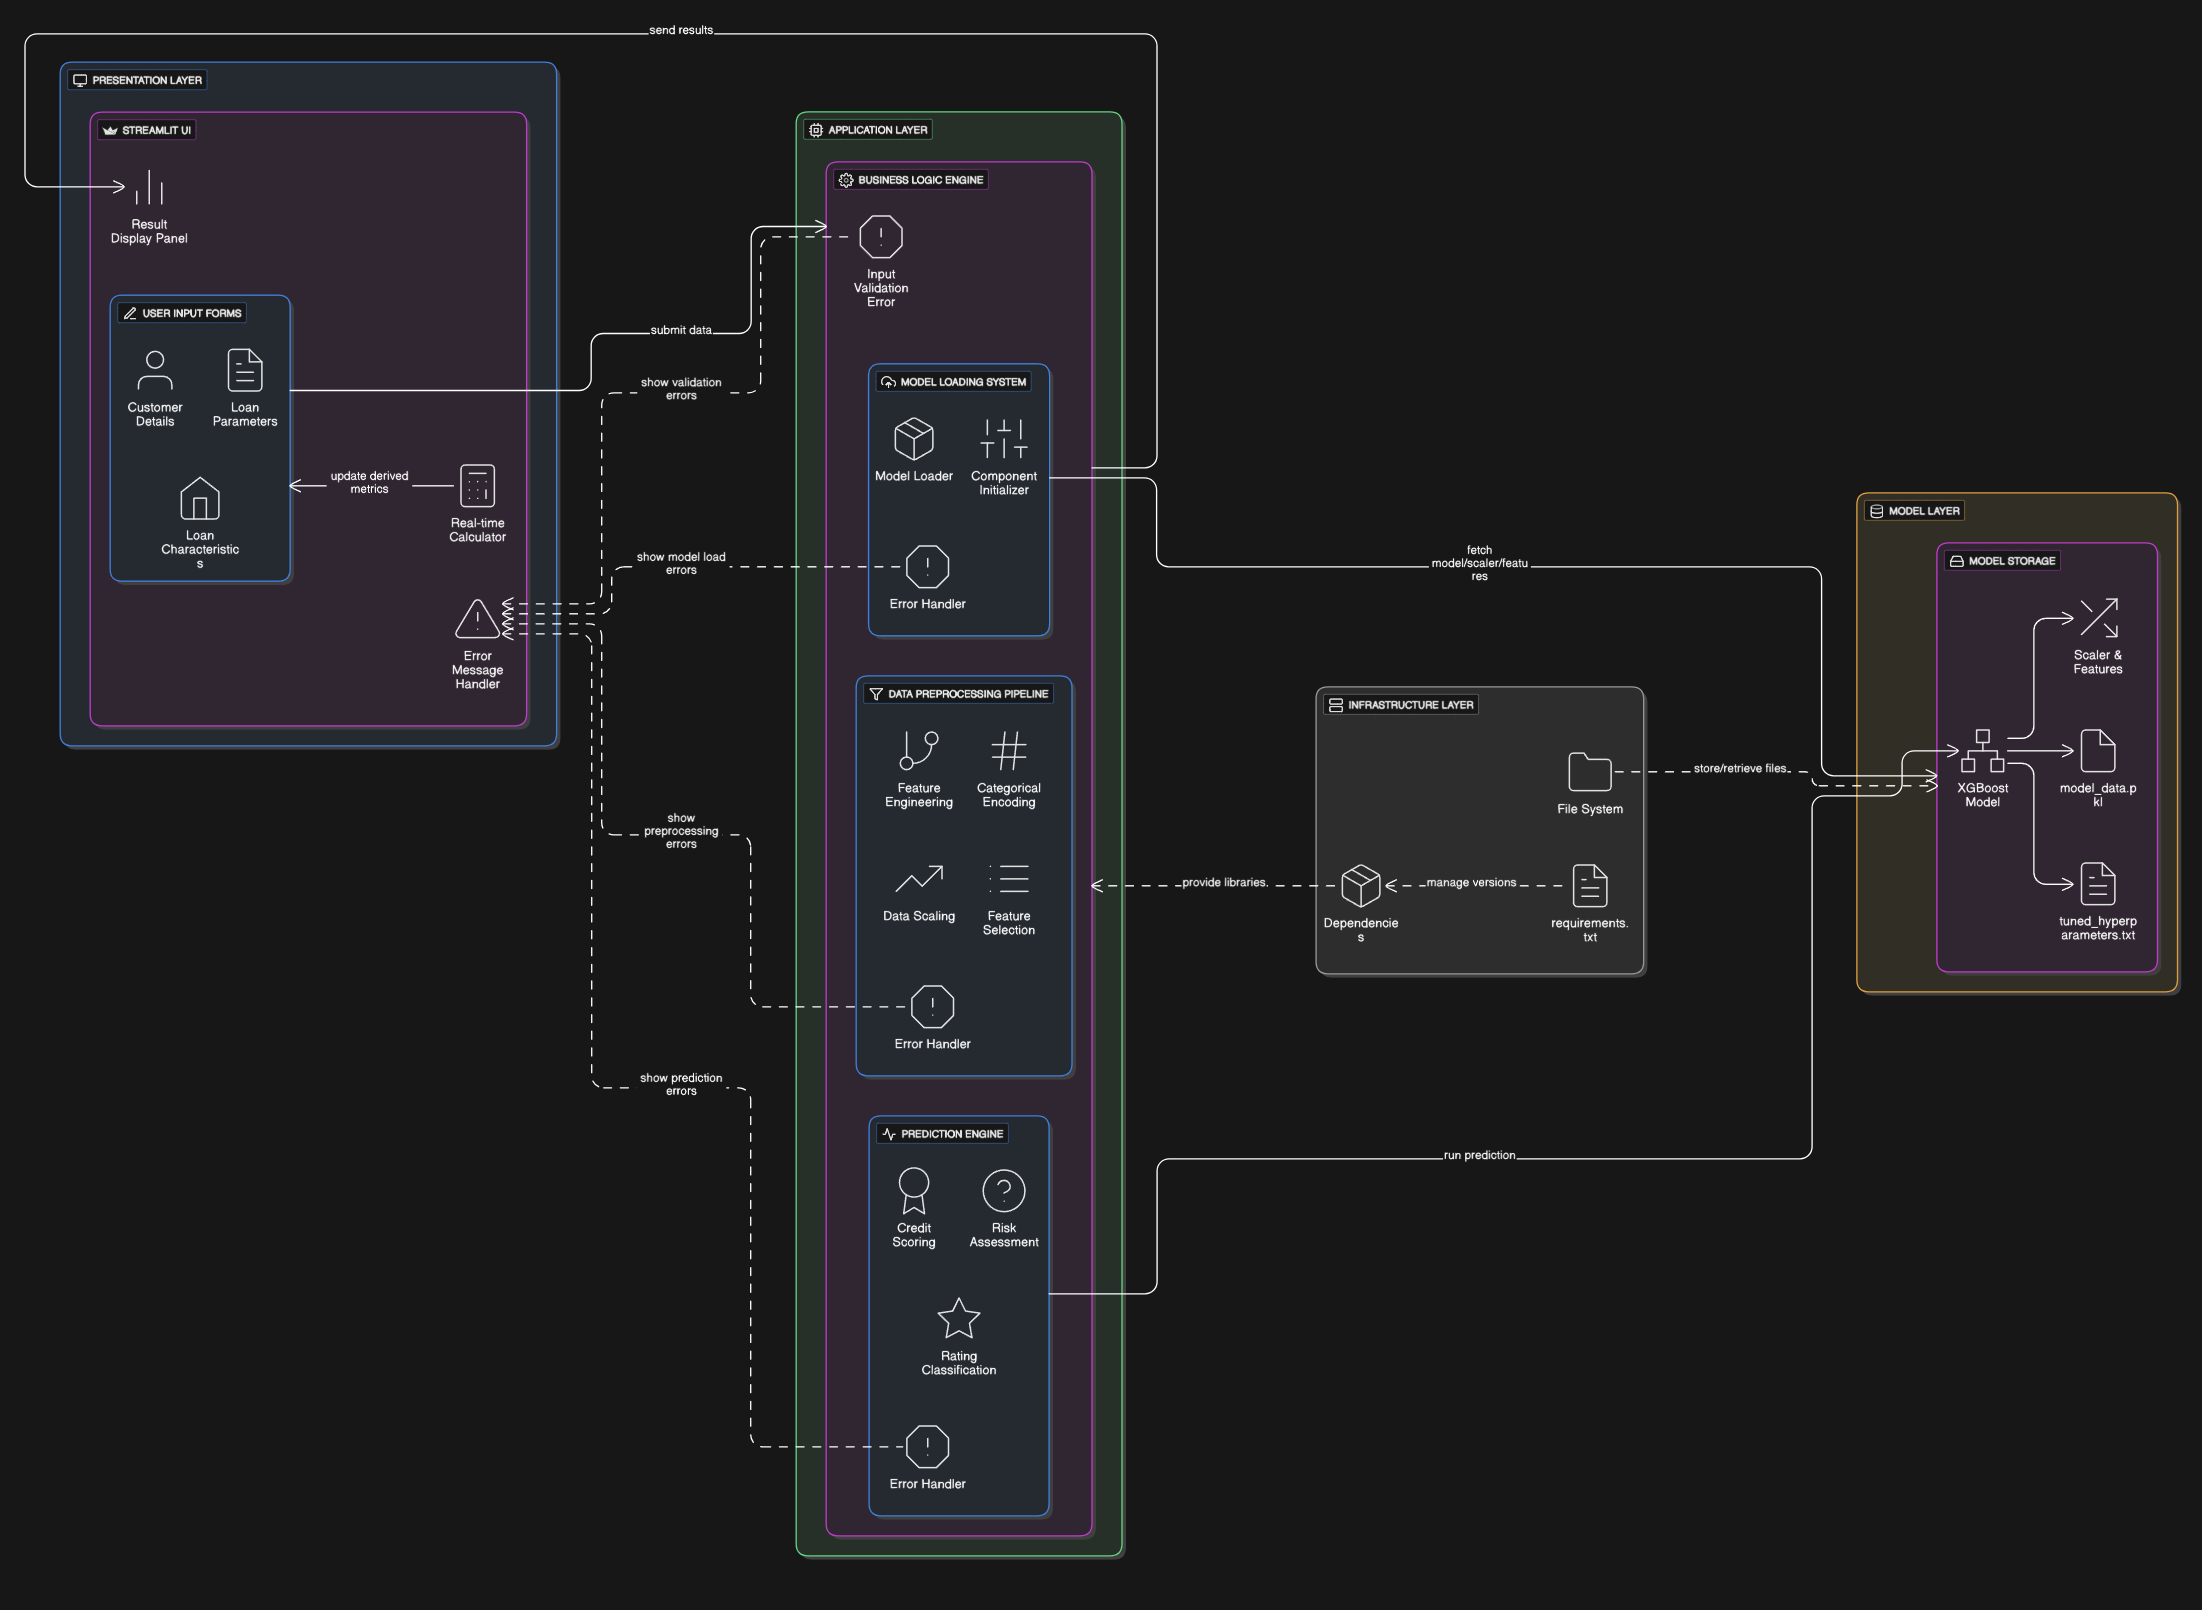 send results
PRESENTATION LAYER
STREAMLIT UI
Result
Display Panel
USER INPUT FORMS
Customer
Details
Loan
Parameters
Loan
Characteristic
s
update derived
metrics
Real-time
Calculator
Error
Message
Handler
submit data
show validation
errors
show model load
errors
show
preprocessing
errors
show prediction
errors
APPLICATION LAYER
BUSINESS LOGIC ENGINE
Input
Validation
Error
MODEL LOADING SYSTEM
Model Loader
Component
Initializer
Error Handler
DATA PREPROCESSING PIPELINE
Feature
Engineering
Categorical
Encoding
Data Scaling
Feature
Selection
Error Handler
PREDICTION ENGINE
Credit
Scoring
Risk
Assessment
Rating
Classification
Error Handler
fetch
model/scaler/featu
res
provide libraries
run prediction
INFRASTRUCTURE LAYER
File System
Dependencie
s
manage versions
requirements.
txt
store/retrieve files
MODEL LAYER
MODEL STORAGE
Scaler &
Features
XGBoost
Model
model_data.p
kl
tuned_hyperp
arameters.txt